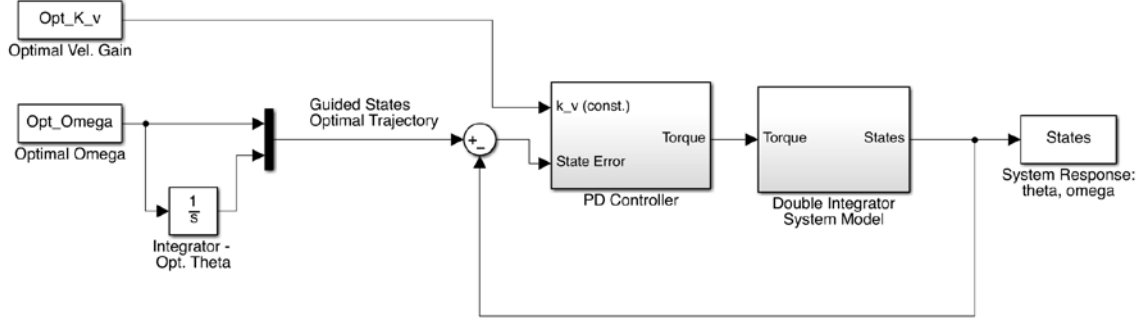 Opt_K_v
Optimal Vel. Gain
Opt_Omega
Optimal Omega
1
s
Integrator -
Opt. Theta
Guided States
Optimal Trajectory
+
−
k_v (const.)
State Error
Torque
PD Controller
Torque
States
Double Integrator
System Model
States
System Response:
theta, omega